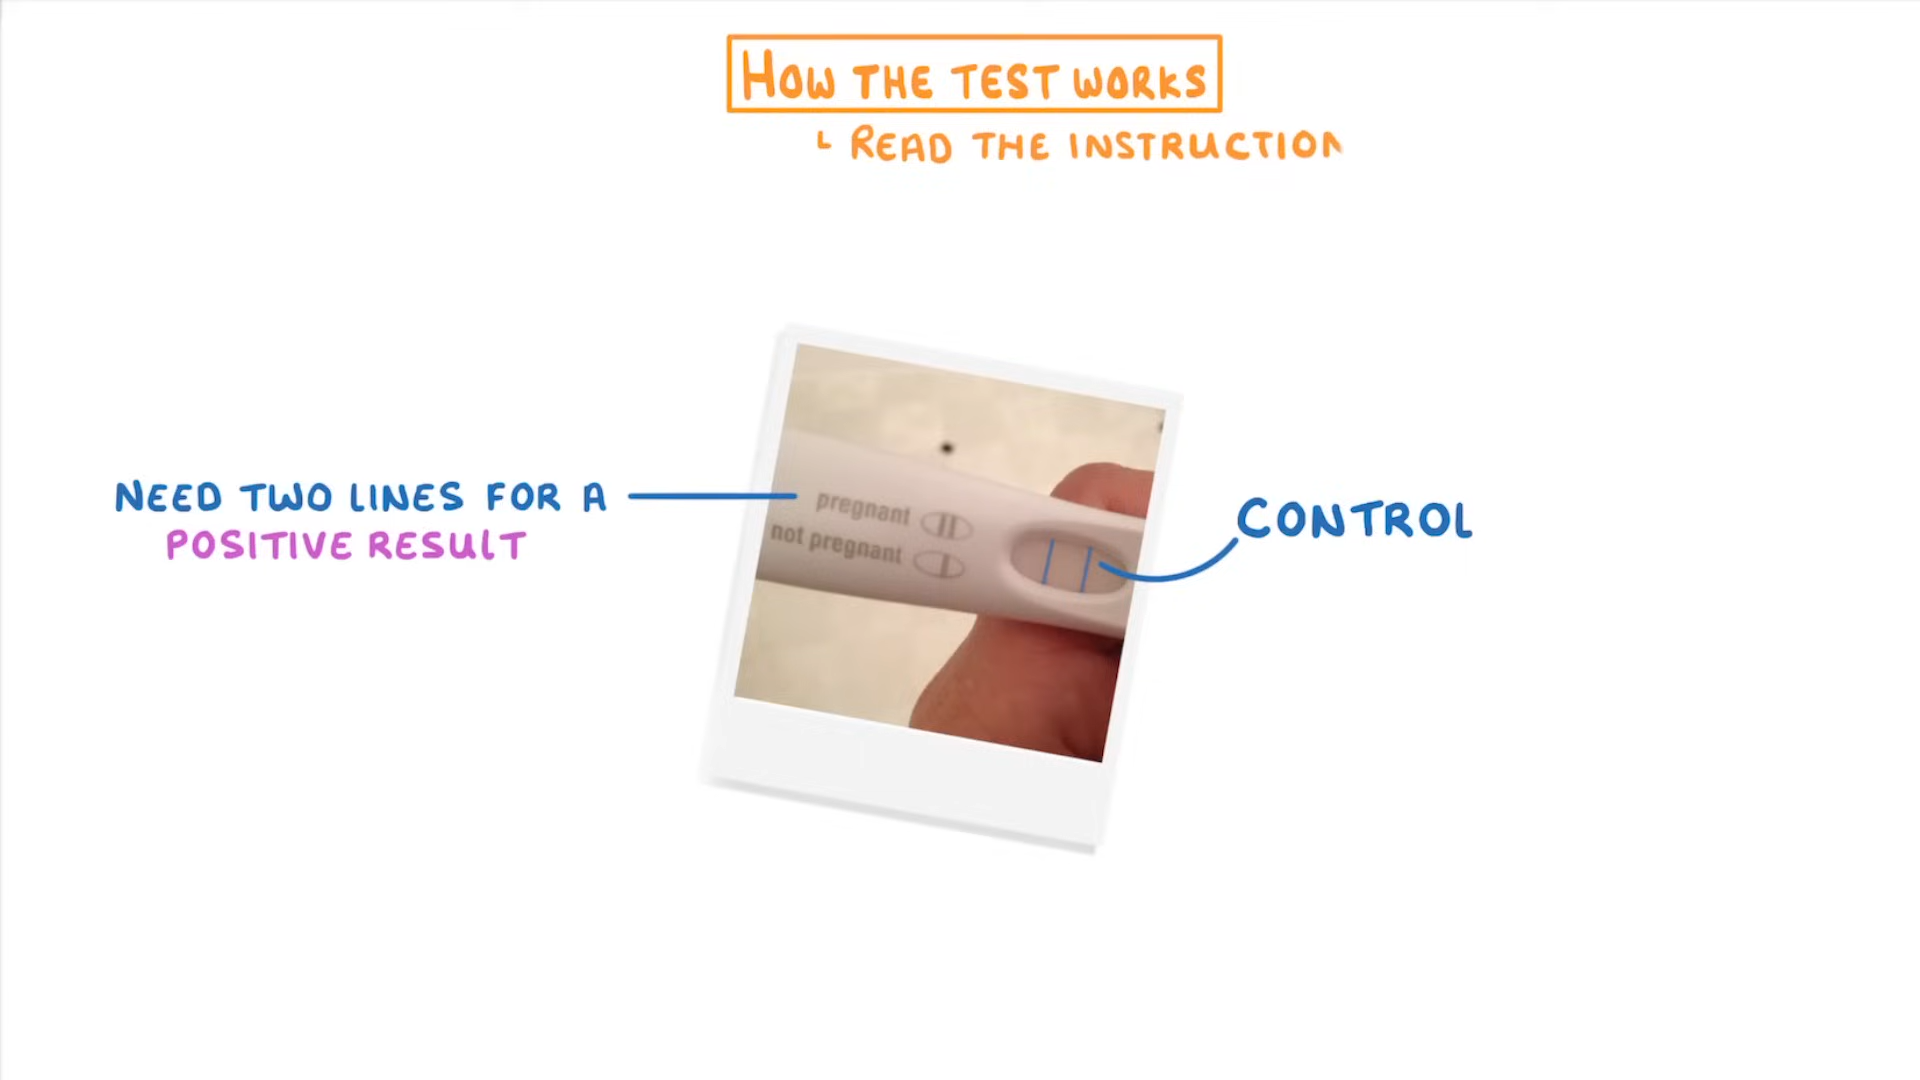 HOW THE TEST WORKS
READ THE INSTRUCTION
NEED TWO LINES FOR A
POSITIVE RESULT
pregnant
not pregnant
CONTROL